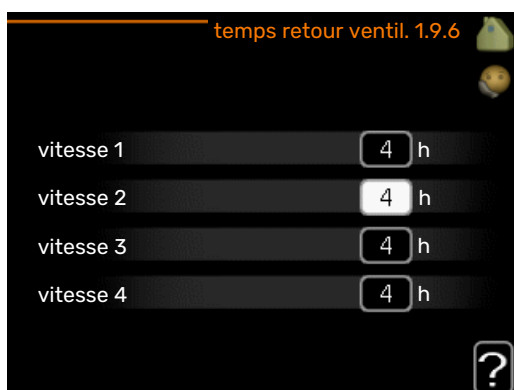 temps retour ventil. 1.9.6
vitesse 1 4 h
vitesse 2 4 h
vitesse 3 4 h
vitesse 4 4 h
?